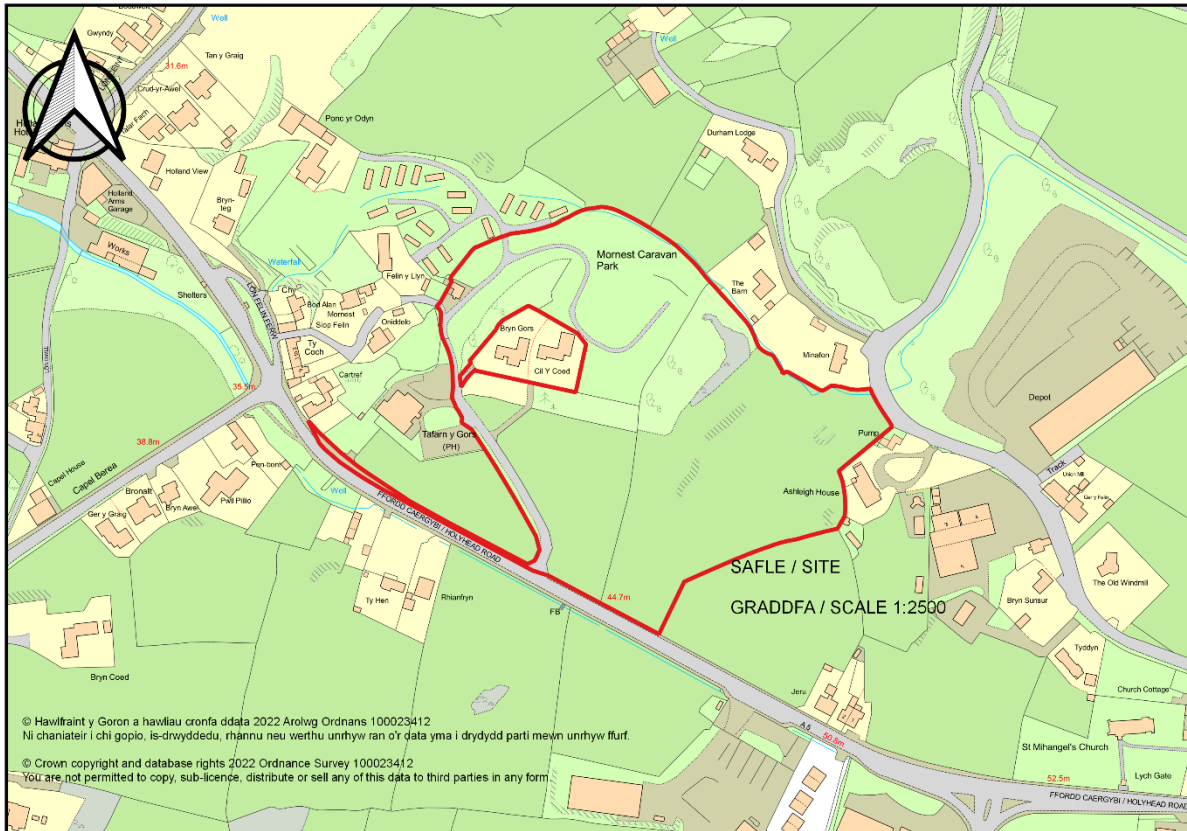 Well
Gwyndy
Tan y Graig
31.6m
Crud-yr-Awel
Talar Fach
Ponc yr Odyn
Holland View
Holland
Arms
Garage
Bryn-
teg
Works
Shelters
Waterfall
LÔN FELIN FERW
Felin y Llyn
Bod Alan
Mornest
Siop Felin
Oniddelo
Ty
Coch
Cartref
35.5m
38.8m
Capel House
Capel Berea
Bronallt
Ger y Graig
Bryn Awel
Pwll Pillio
Pen-bont
Well
Tafarn y Gors
(PH)
Bryn Gors
Cil Y Coed
Mornest Caravan
Park
Well
Durham Lodge
The
Barn
Minafon
Depot
Pump
Track
Union Mill
Ashleigh House
The Old Windmill
Bryn Sunsur
Tyddyn
Church Cottage
St Mihangel's Church
Lych Gate
FFORDD CAERGYBI / HOLYHEAD ROAD
44.7m
FB
Ty Hen
Rhianfryn
Bryn Coed
SAFLE / SITE
GRADDFA / SCALE 1:2500
Jeru
A 5
50.8m
52.5m
FFORDD CAERGYBI / HOLYHEAD ROAD
© Hawlfraint y Goron a hawliau cronfa ddata 2022 Arolwg Ordnans 100023412
Ni chaniateir i chi gopio, is-drwyddedu, rhannu neu werthu unrhyw ran o'r data yma i drydydd parti mewn unrhyw ffurf.
© Crown copyright and database rights 2022 Ordnance Survey 100023412
You are not permitted to copy, sub-licence, distribute or sell any of this data to third parties in any form.